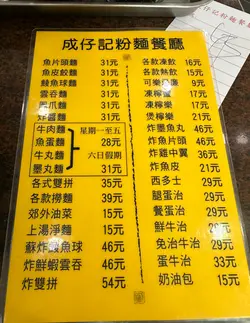 成仔記粉麵餐廳
魚片頭麵 31元
魚皮餃麵 31元
鯪魚球麵 31元
雲吞麵 31元
鳳爪麵 31元
炸醬麵 31元
牛肉麵
魚蛋麵
牛丸麵
墨丸麵
星期一至五
28元
六日假期
31元
各式雙拼 35元
各款撈麵 39元
郊外油菜 15元
上湯淨麵 15元
酥炸鯪魚球 46元
炸鮮蝦雲吞 46元
炸雙拼 54元
各款凍飲 16元
各款熱飲 15元
可樂 9元
凍檸 17元
凍檸樂 17元
煲檸樂 21元
炸墨魚丸 46元
炸魚片頭 46元
炸雞中翼 36元
炸魚皮 21元
西多士 29元
腿蛋治 29元
餐蛋治 29元
鮮牛治 29元
免治牛治 29元
蛋牛治 33元
奶油包 15元
記粉麵餐